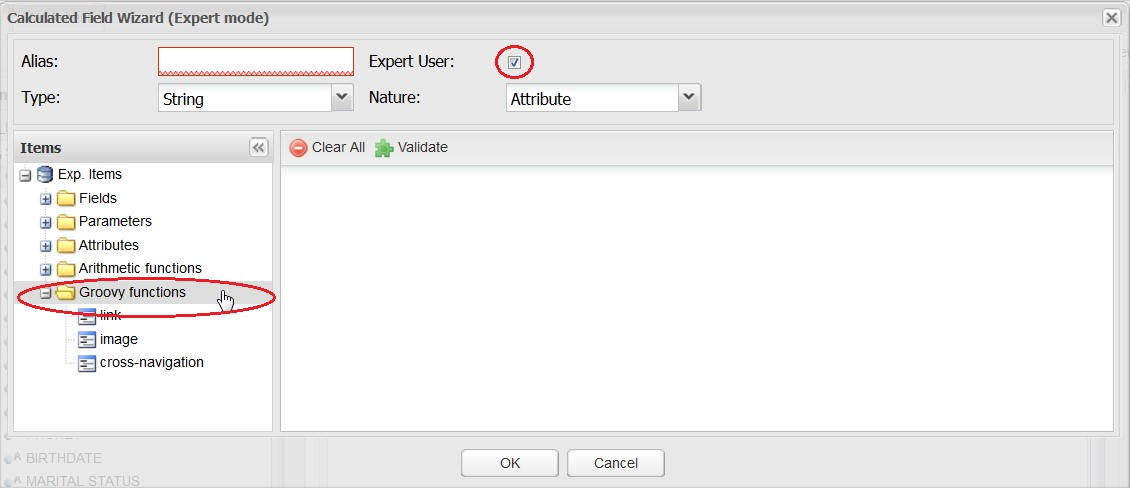 Calculated Field Wizard (Expert mode)
Alias: Expert User:
Type: String Nature: Attribute
Items
Clear All Validate
Exp. Items
Fields
Parameters
Attributes
Arithmetic functions
Groovy functions
link
image
cross-navigation
BIRTHDATE
OK Cancel
MARITAL STATUS